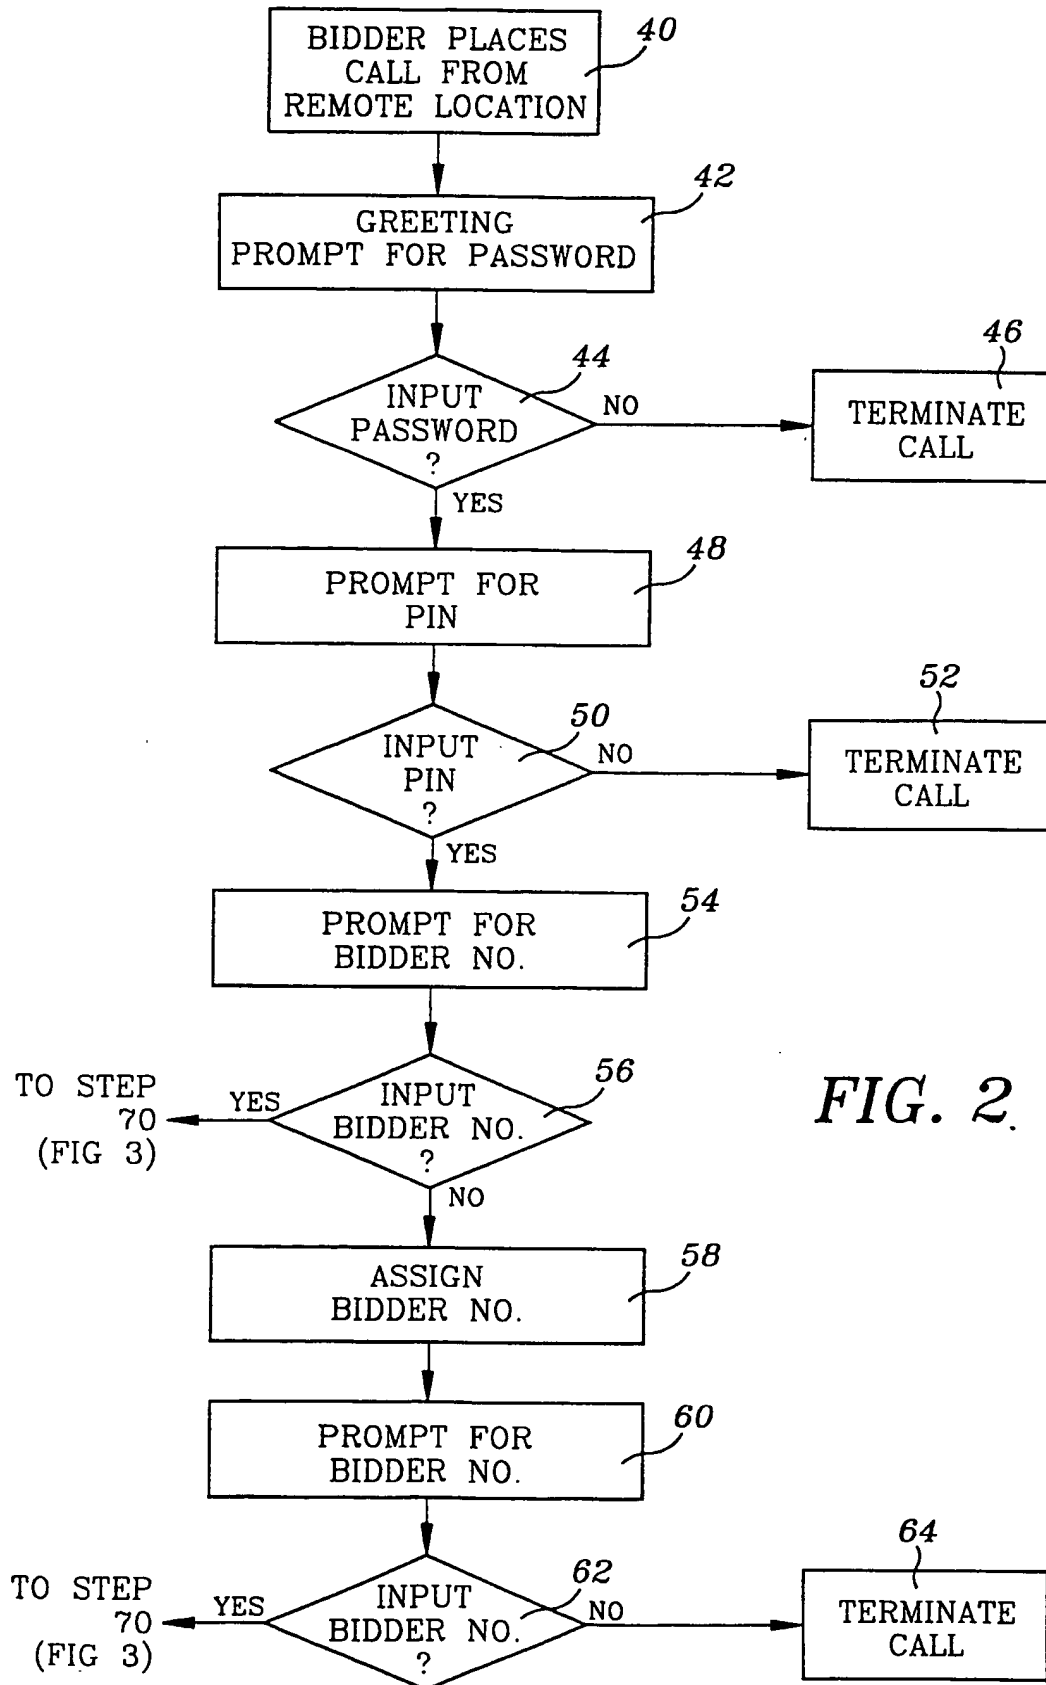 BIDDER PLACES
CALL FROM
REMOTE LOCATION
40
GREETING
PROMPT FOR PASSWORD
42
INPUT
PASSWORD
?
44
NO
YES
TERMINATE
CALL
46
PROMPT FOR
PIN
48
INPUT
PIN
?
50
NO
YES
TERMINATE
CALL
52
PROMPT FOR
BIDDER NO.
54
INPUT
BIDDER NO.
?
56
YES
TO STEP
70
(FIG 3)
NO
FIG. 2.
ASSIGN
BIDDER NO.
58
PROMPT FOR
BIDDER NO.
60
INPUT
BIDDER NO.
?
62
YES
TO STEP
70
(FIG 3)
NO
TERMINATE
CALL
64